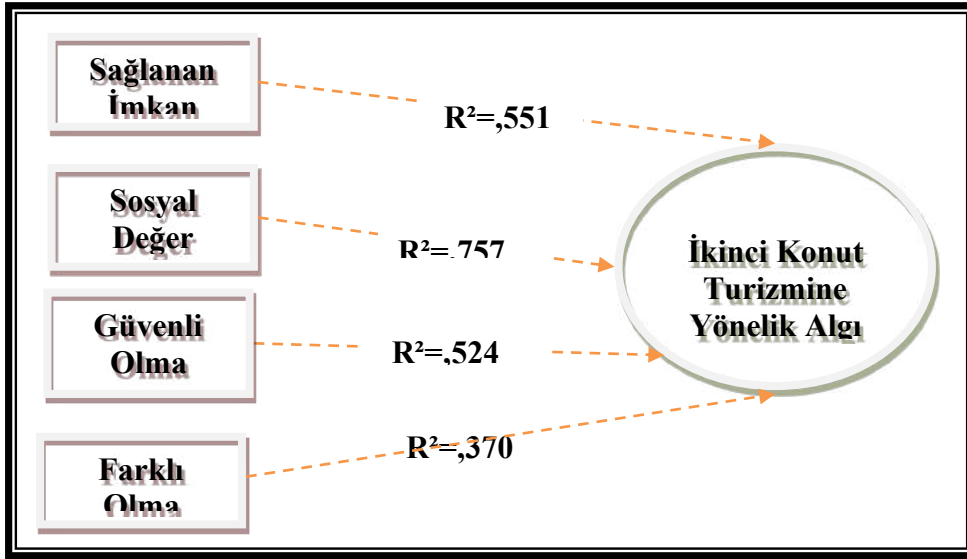 Sağlanan
İmkan
R²=,551
Sosyal
Değer
R²=,757
İkinci Konut
Turizmine
Yönelik Algı
Güvenli
Olma
R²=,524
Farklı
Olma
R²=,370